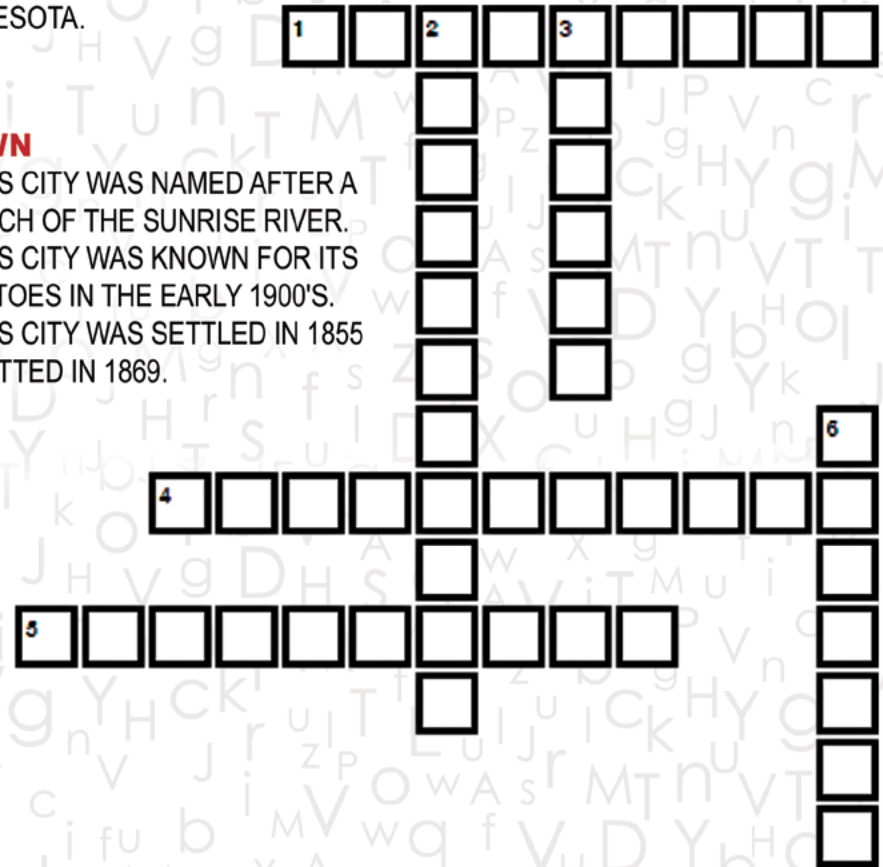 ESOTA.
WN
S CITY WAS NAMED AFTER A
CH OF THE SUNRISE RIVER.
S CITY WAS KNOWN FOR ITS
TOES IN THE EARLY 1900'S.
S CITY WAS SETTLED IN 1855
TTED IN 1869.
1 2 3
6
4
5